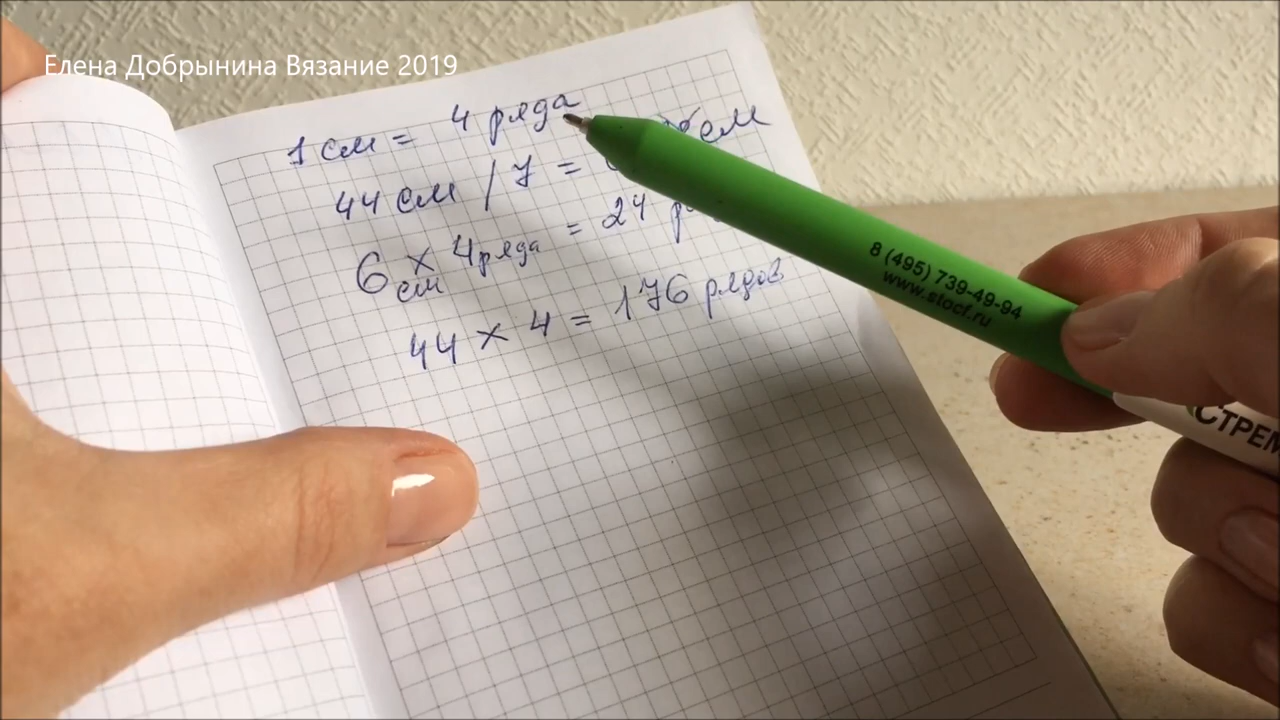 Елена Добрынина Вязание 2019
1 см = 4 ряда
44 см / 7 = см
6 см х 4 ряда = 24
44 х 4 = 176 рядов
8 (495) 739-49-94
www.stocf.ru
СТРЕМ